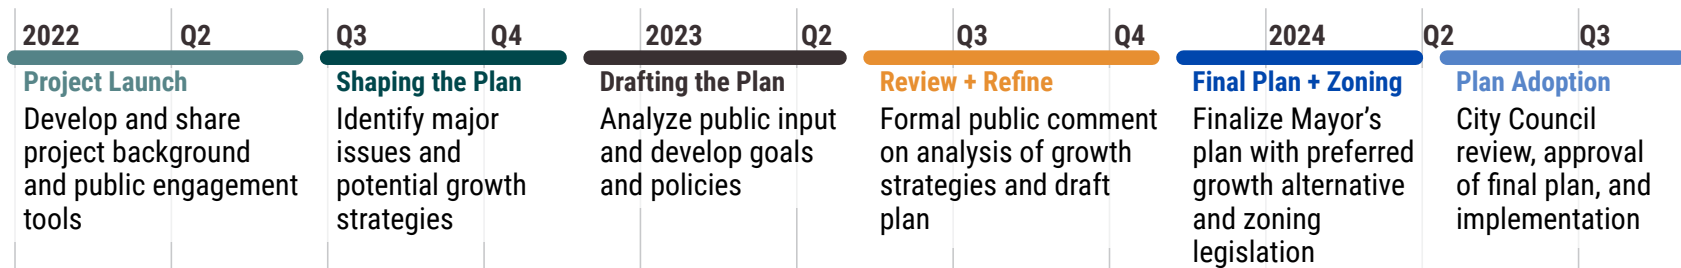 2022 Q2 Q3 Q4 2023 Q2 Q3 Q4 2024 Q2 Q3
Project Launch
Develop and share
project background
and public engagement
tools
Shaping the Plan
Identify major
issues and
potential growth
strategies
Drafting the Plan
Analyze public input
and develop goals
and policies
Review + Refine
Formal public comment
on analysis of growth
strategies and draft
plan
Final Plan + Zoning
Finalize Mayor’s
plan with preferred
growth alternative
and zoning
legislation
Plan Adoption
City Council
review, approval
of final plan, and
implementation